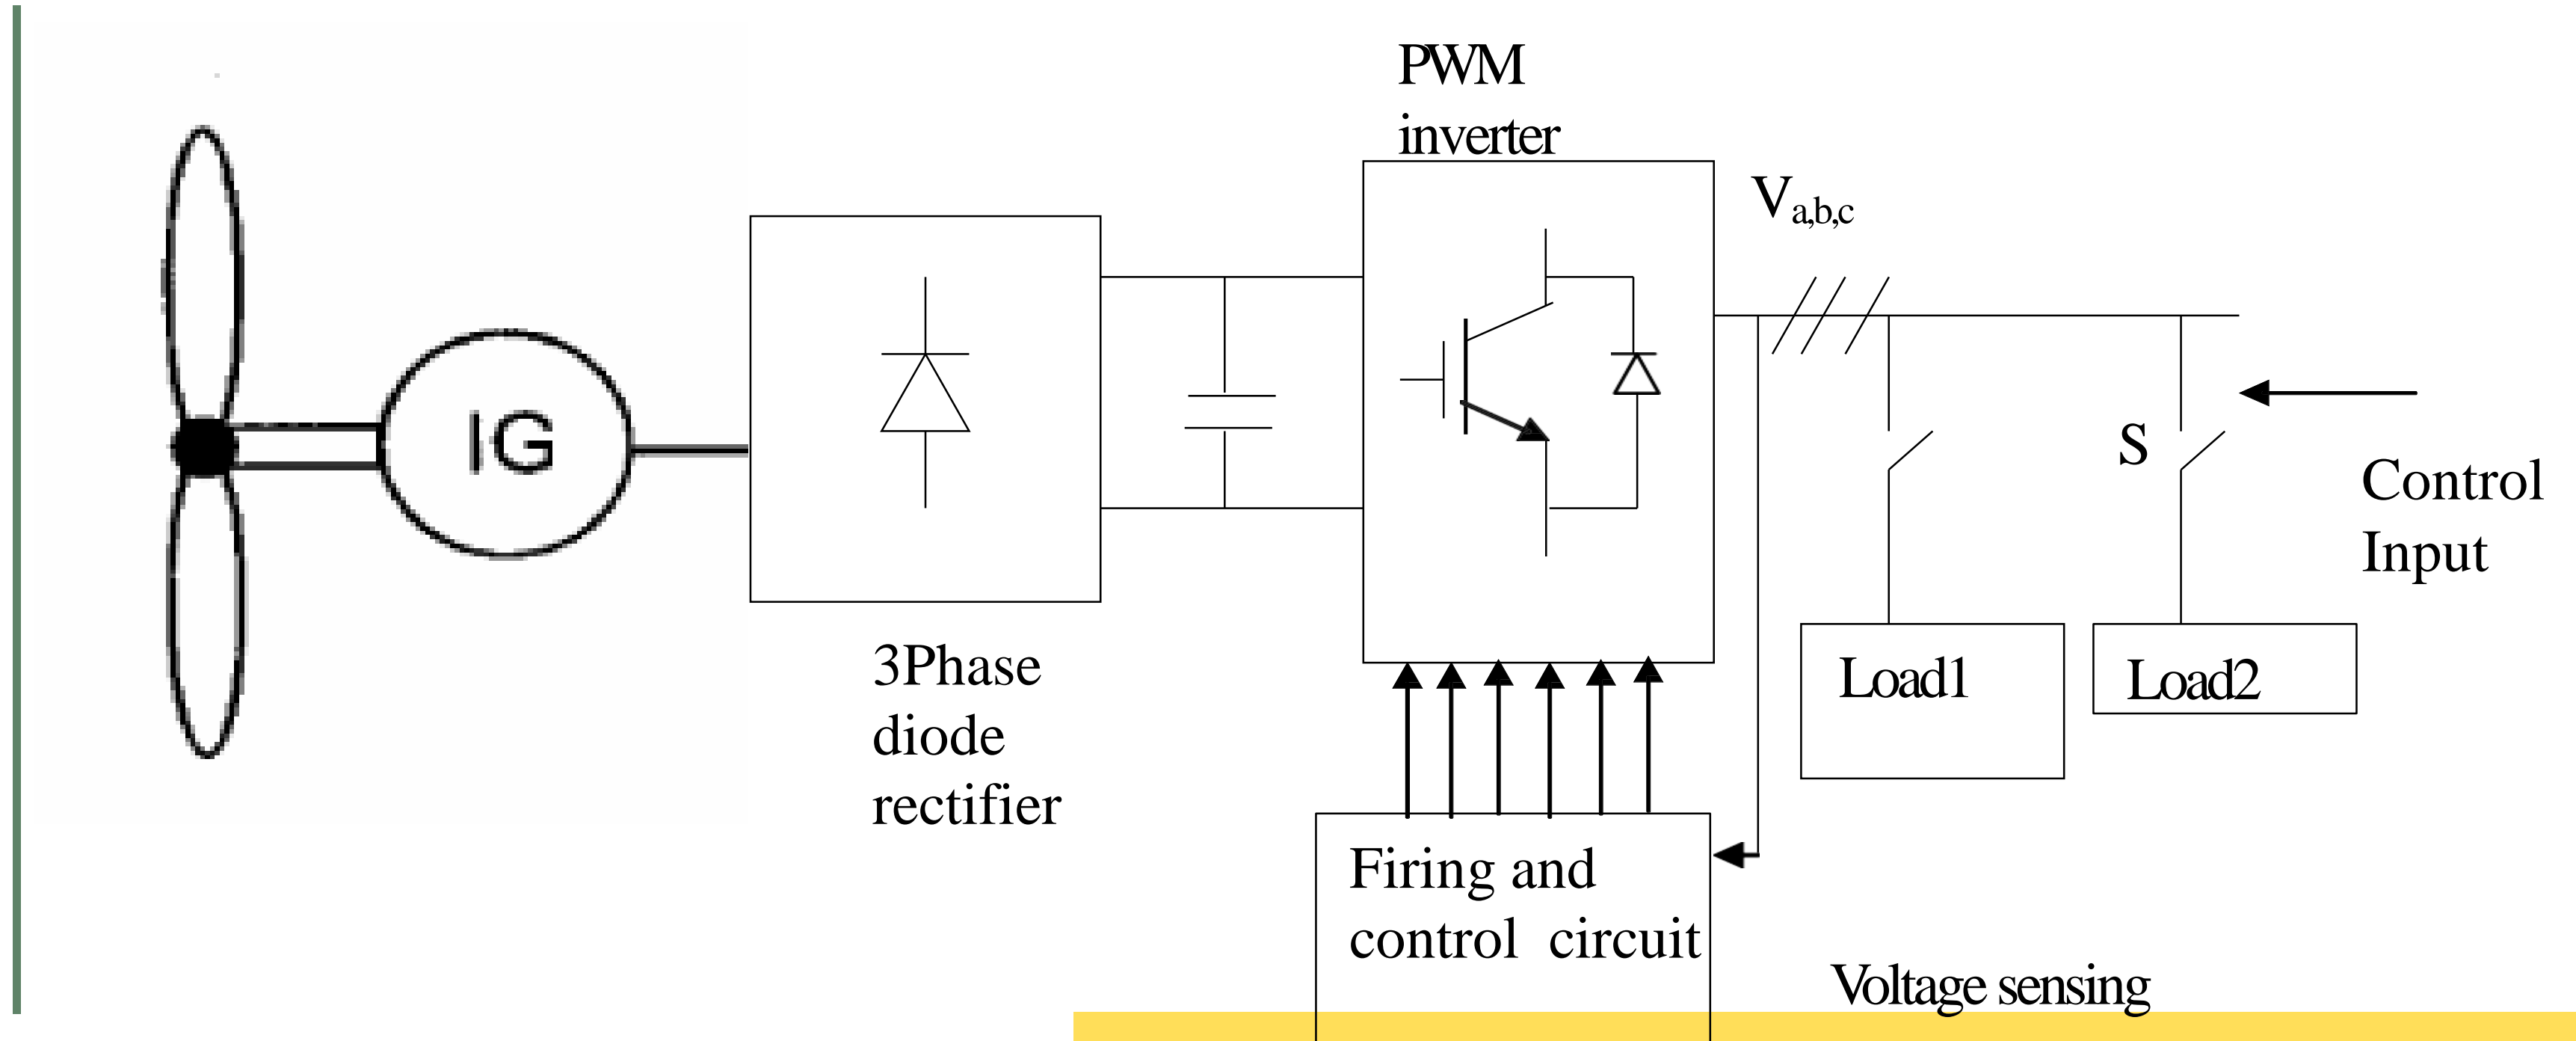 PWM
inverter
Va,b,c
IG
S
Control
Input
3Phase
diode
rectifier
Load1
Load2
Firing and
control circuit
Voltage sensing